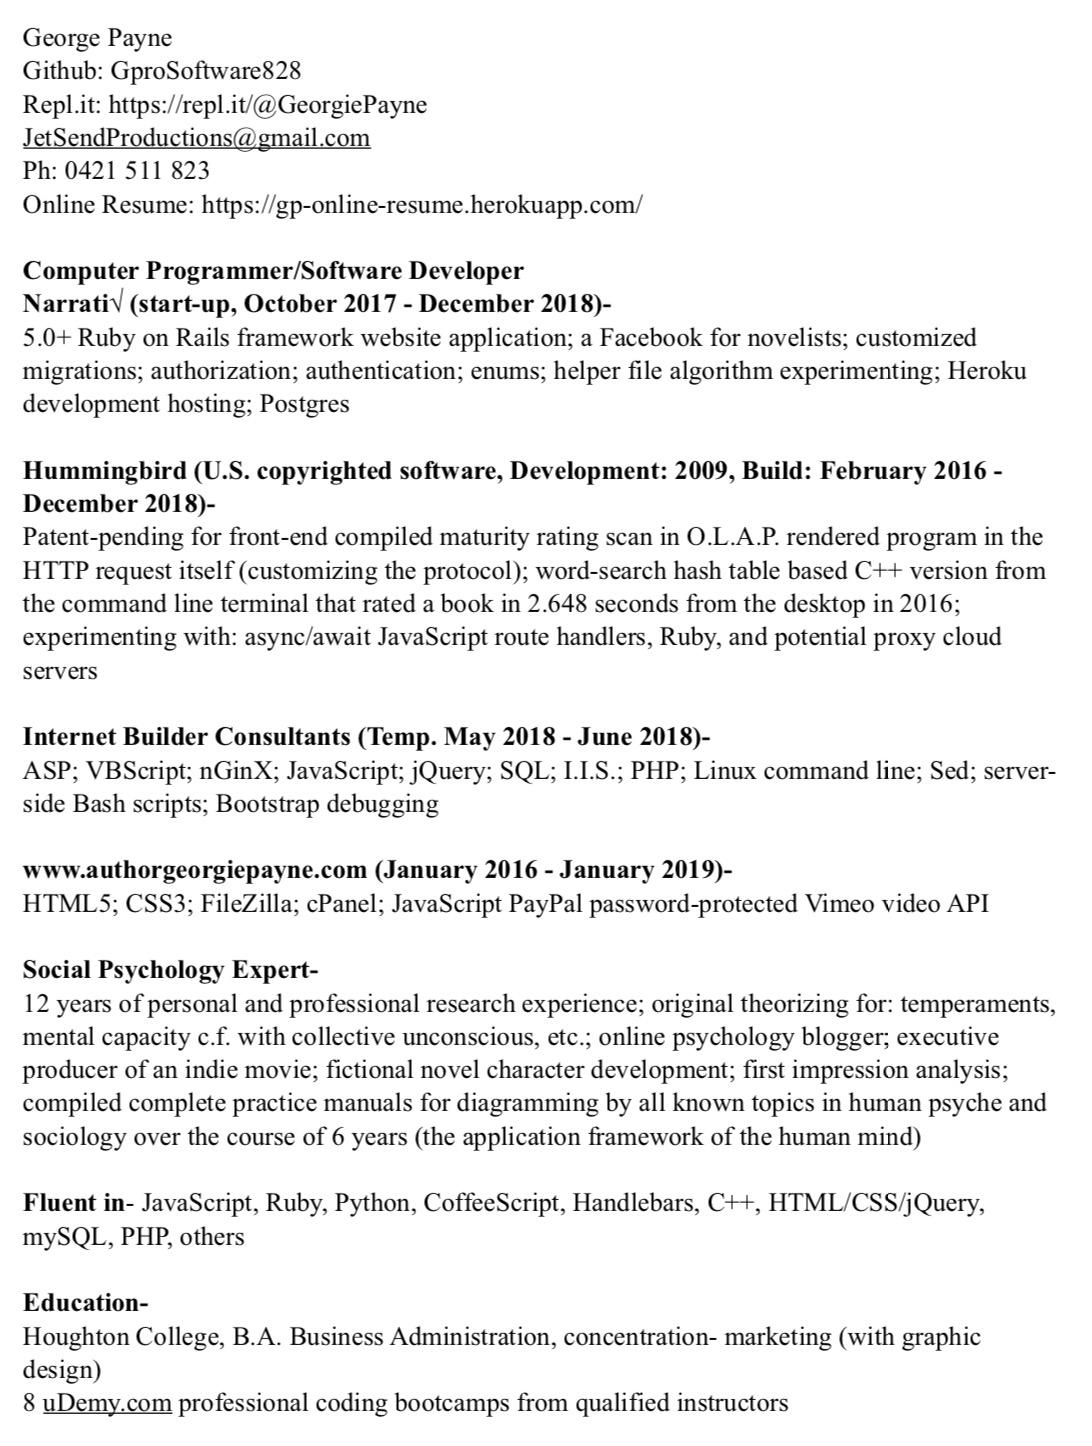 George Payne
Github: GproSoftware828
Repl.it: https://repl.it/@GeorgiePayne
JetSendProductions@gmail.com
Ph: 0421 511 823
Online Resume: https://gp-online-resume.herokuapp.com/
Computer Programmer/Software Developer
Narrati√ (start-up, October 2017 - December 2018)-
5.0+ Ruby on Rails framework website application; a Facebook for novelists; customized
migrations; authorization; authentication; enums; helper file algorithm experimenting; Heroku
development hosting; Postgres
Hummingbird (U.S. copyrighted software, Development: 2009, Build: February 2016 -
December 2018)-
Patent-pending for front-end compiled maturity rating scan in O.L.A.P. rendered program in the
HTTP request itself (customizing the protocol); word-search hash table based C++ version from
the command line terminal that rated a book in 2.648 seconds from the desktop in 2016;
experimenting with: async/await JavaScript route handlers, Ruby, and potential proxy cloud
servers
Internet Builder Consultants (Temp. May 2018 - June 2018)-
ASP; VBScript; nGinX; JavaScript; jQuery; SQL; I.I.S.; PHP; Linux command line; Sed; server-
side Bash scripts; Bootstrap debugging
www.authorgeorgiepayne.com (January 2016 - January 2019)-
HTML5; CSS3; FileZilla; cPanel; JavaScript PayPal password-protected Vimeo video API
Social Psychology Expert-
12 years of personal and professional research experience; original theorizing for: temperaments,
mental capacity c.f. with collective unconscious, etc.; online psychology blogger; executive
producer of an indie movie; fictional novel character development; first impression analysis;
compiled complete practice manuals for diagramming by all known topics in human psyche and
sociology over the course of 6 years (the application framework of the human mind)
Fluent in- JavaScript, Ruby, Python, CoffeeScript, Handlebars, C++, HTML/CSS/jQuery,
mySQL, PHP, others
Education-
Houghton College, B.A. Business Administration, concentration- marketing (with graphic
design)
8 uDemy.com professional coding bootcamps from qualified instructors